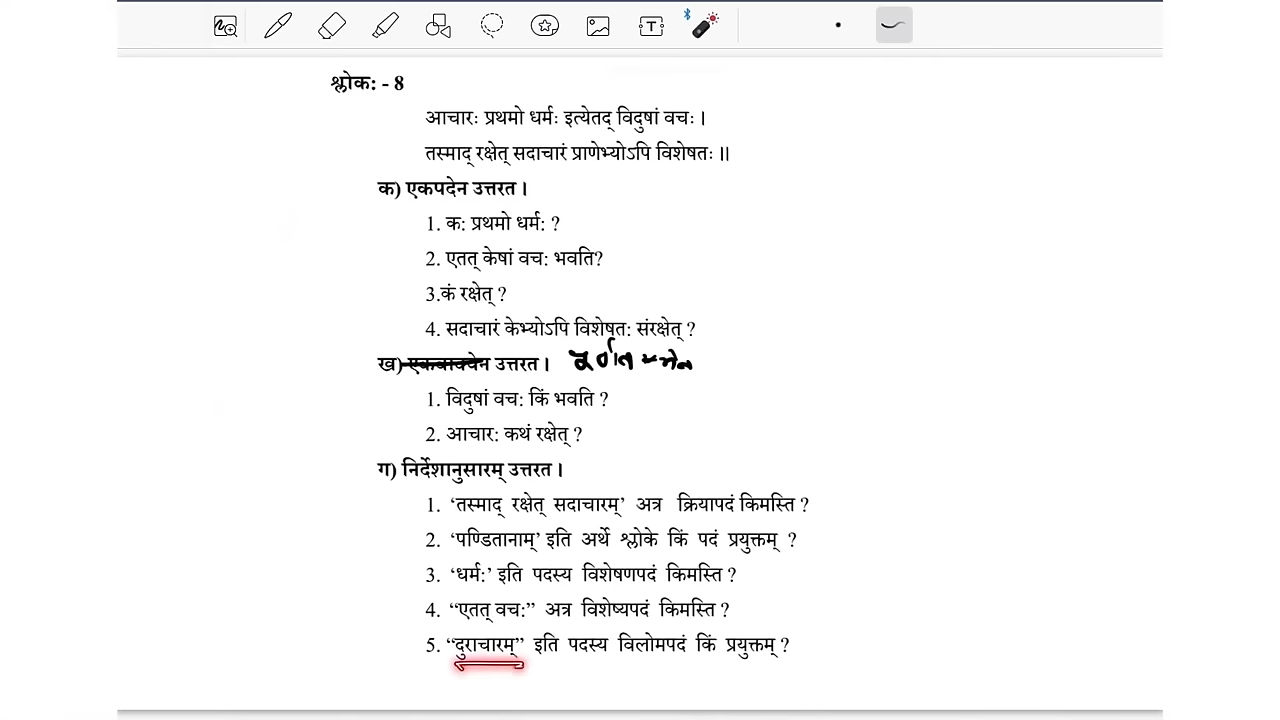 श्लोक: - 8
आचारः प्रथमो धर्मः इत्येतद् विदुषां वचः ।
तस्माद् रक्षेत् सदाचारं प्राणेभ्योऽपि विशेषतः ॥
क) एकपदेन उत्तरत ।
1. क: प्रथमो धर्म: ?
2. एतत् केषां वच: भवति?
3.कं रक्षेत् ?
4. सदाचारं केभ्योऽपि विशेषत: संरक्षेत् ?
ख) एकवाक्येन उत्तरत ।
1. विदुषां वच: किं भवति ?
2. आचार: कथं रक्षेत् ?
ग) निर्देशानुसारम् उत्तरत ।
1. ‘तस्माद् रक्षेत् सदाचारम्’ अत्र क्रियापदं किमस्ति ?
2. ‘पण्डितानाम्’ इति अर्थे श्लोके किं पदं प्रयुक्तम् ?
3. ‘धर्म:’ इति पदस्य विशेषणपदं किमस्ति ?
4. “एतत् वच:” अत्र विशेष्यपदं किमस्ति ?
5. “दुराचारम्” इति पदस्य विलोमपदं किं प्रयुक्तम् ?